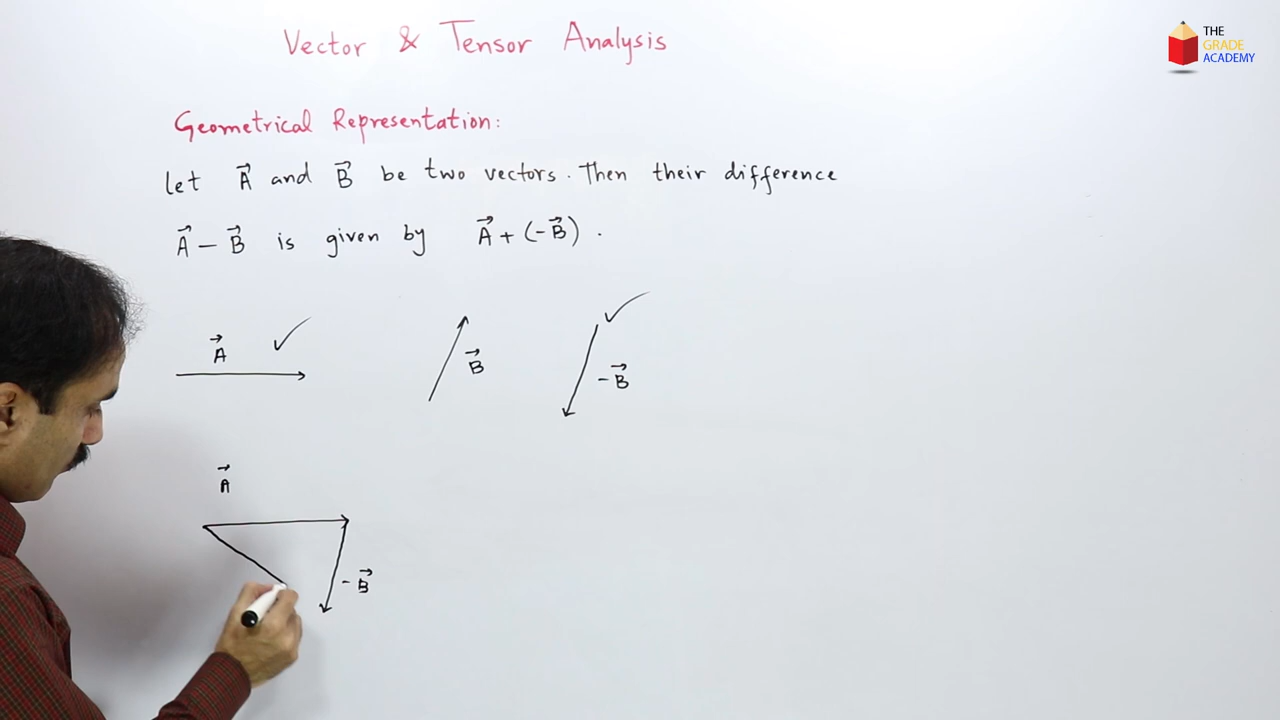 Vector & Tensor Analysis
THE
GRADE
ACADEMY
Geometrical Representation:
let A⃗ and B⃗ be two vectors. Then their difference
A⃗ – B⃗ is given by A⃗ + (-B⃗).
A⃗
B⃗
-B⃗
A⃗
-B⃗